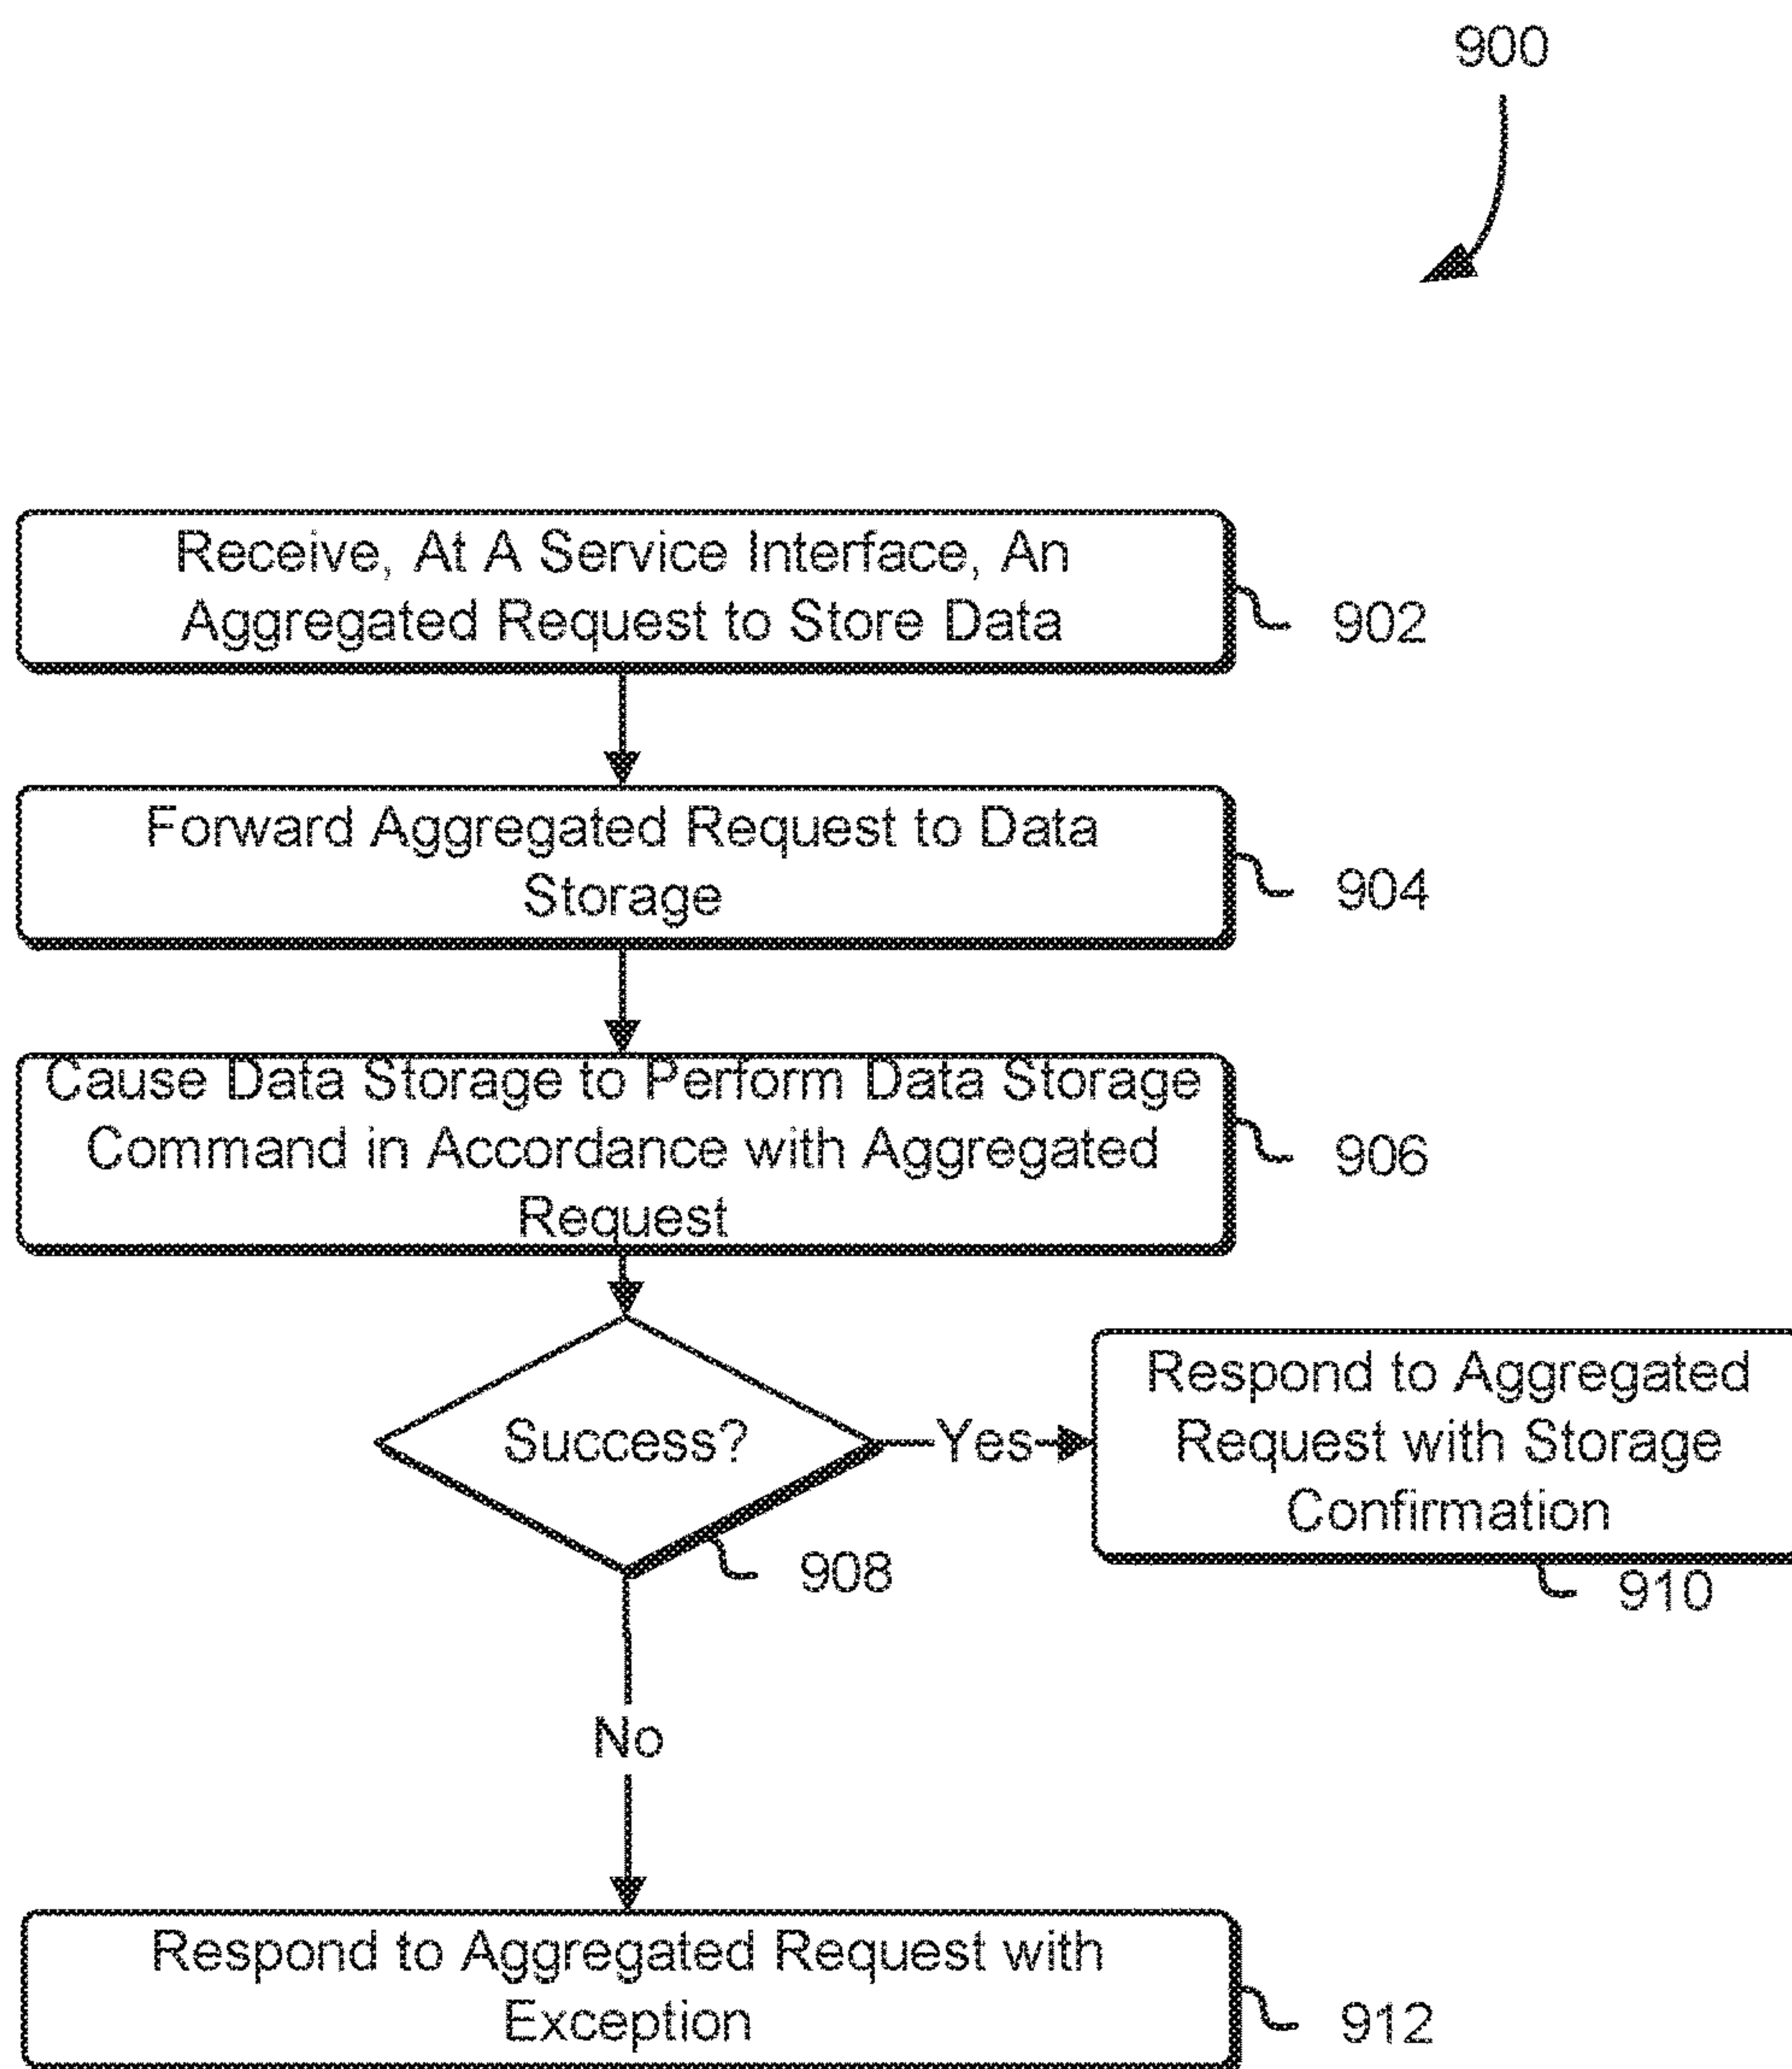 900
Receive, At A Service Interface, An
Aggregated Request to Store Data
902
Forward Aggregated Request to Data
Storage
904
Cause Data Storage to Perform Data Storage
Command in Accordance with Aggregated
Request
906
Success?
Yes
908
Respond to Aggregated
Request with Storage
Confirmation
910
No
Respond to Aggregated Request with
Exception
912